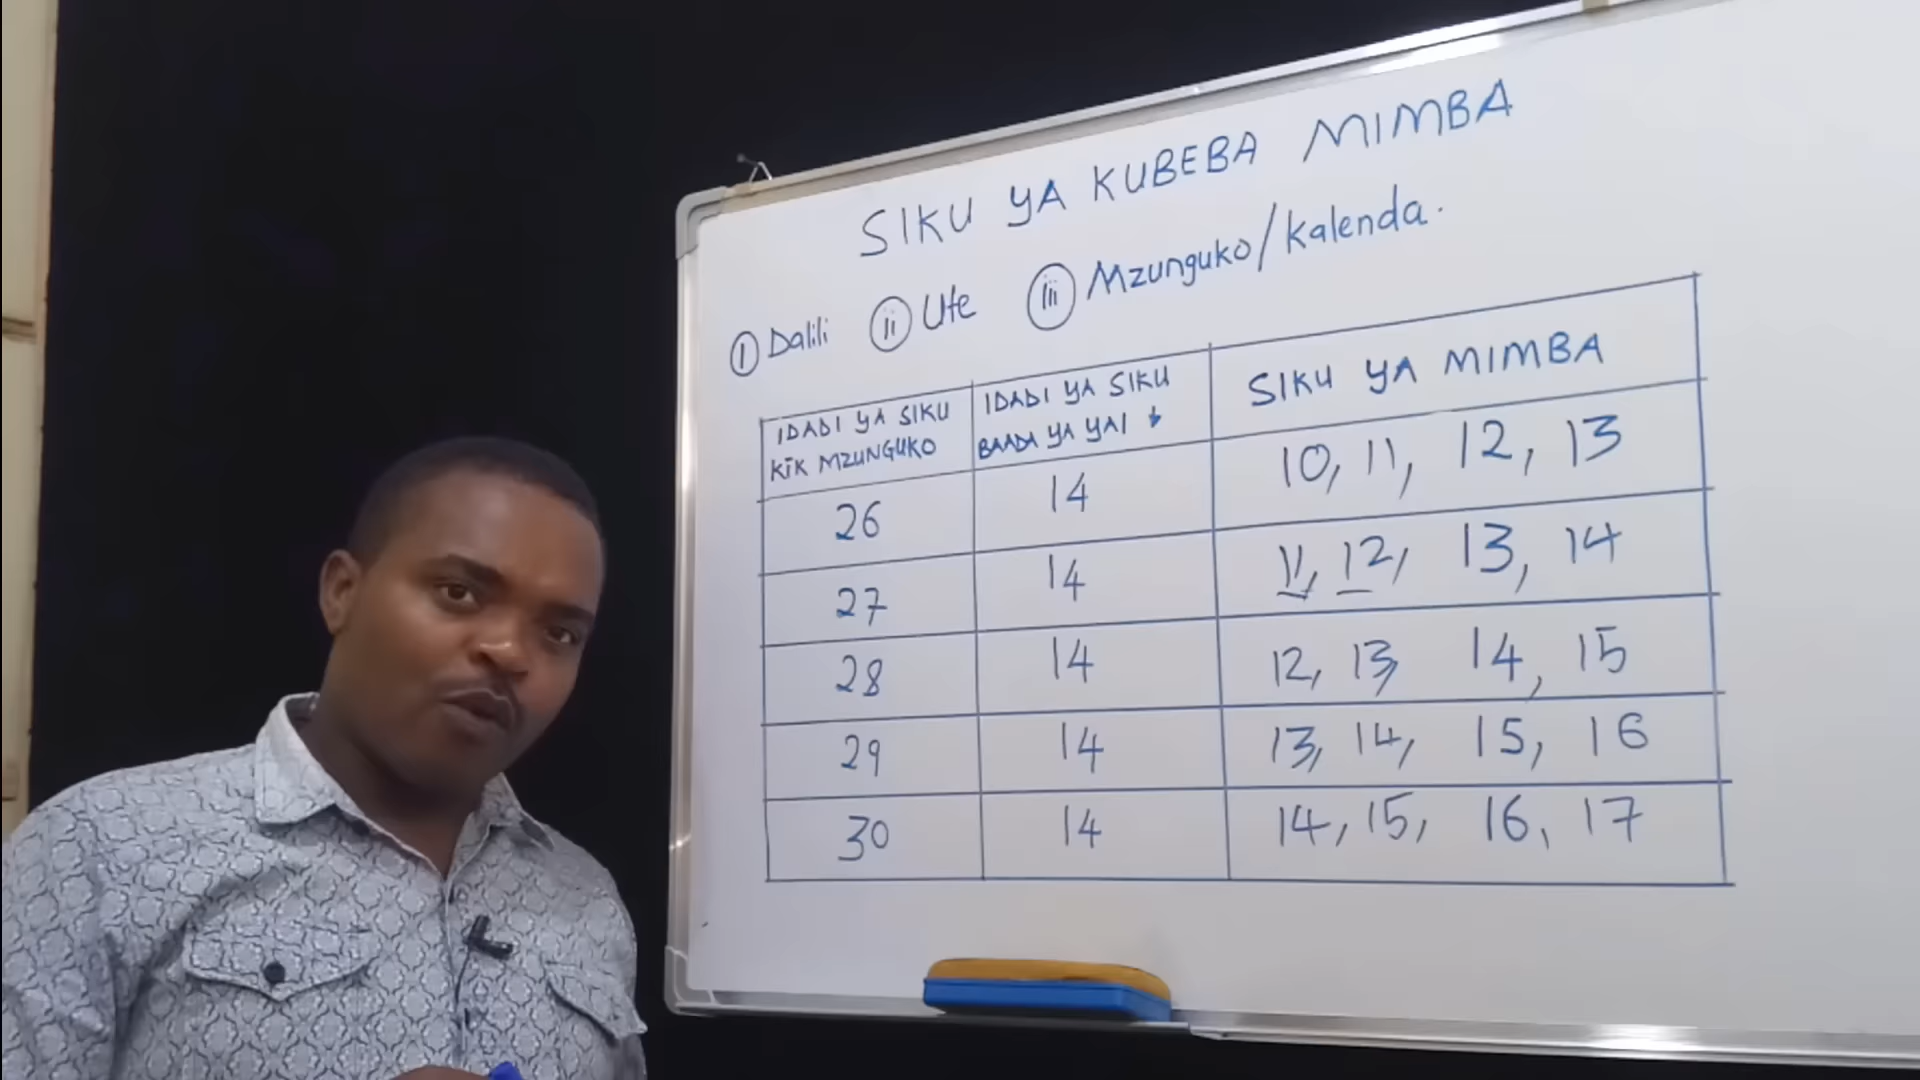 SIKU YA KUBEBA MIMBA
(i) Dalili (ii) Ute (iii) Mzunguko/Kalenda.
IDADI YA SIKU KTK MZUNGUKO
IDADI YA SIKU BAADA YA YAI ↓
SIKU YA MIMBA
26 14 10, 11, 12, 13
27 14 11, 12, 13, 14
28 14 12, 13, 14, 15
29 14 13, 14, 15, 16
30 14 14, 15, 16, 17